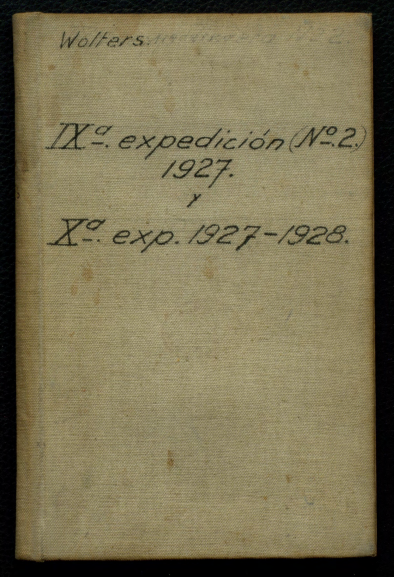 Wolters.
IXª. expedición (Nº.2.)
1927.
y
Xª. exp. 1927-1928.